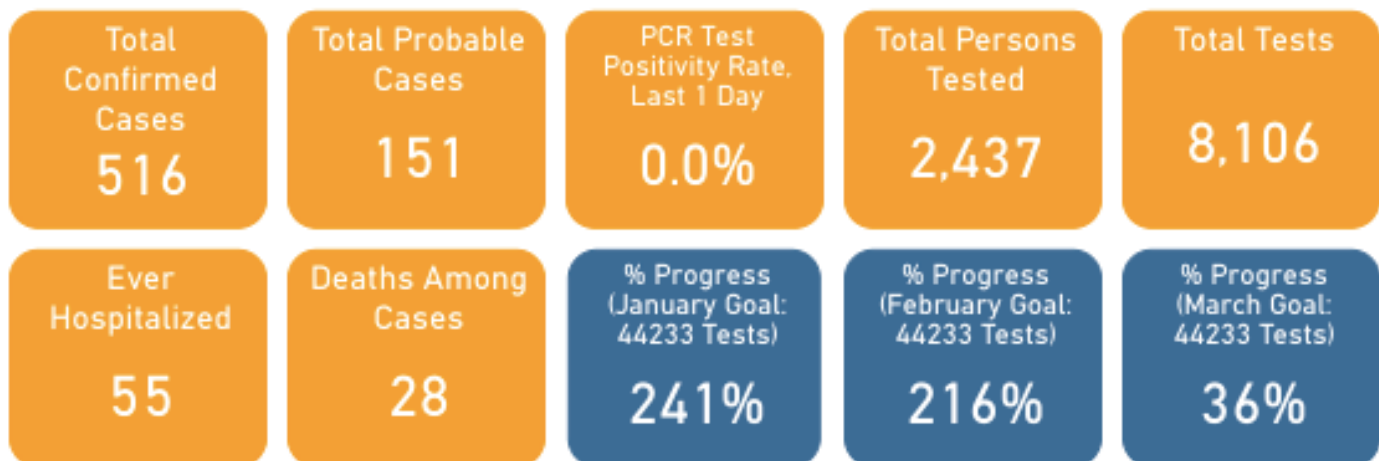 Total
Confirmed
Cases
516
Total Probable
Cases
151
PCR Test
Positivity Rate,
Last 1 Day
0.0%
Total Persons
Tested
2,437
Total Tests
8,106
Ever
Hospitalized
55
Deaths Among
Cases
28
% Progress
(January Goal:
44233 Tests)
241%
% Progress
(February Goal:
44233 Tests)
216%
% Progress
(March Goal:
44233 Tests)
36%